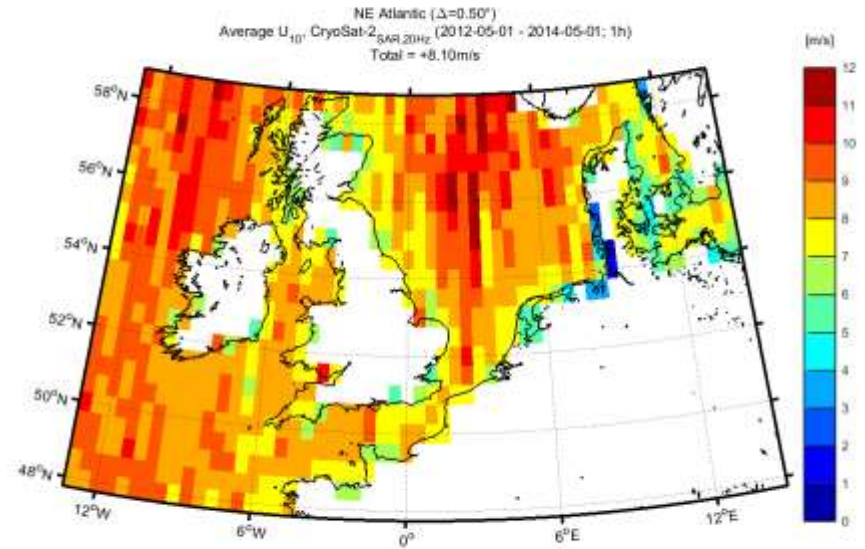 NE Atlantic (Δ=0.50°)
Average U10, CryoSat-2SAR,20Hz (2012-05-01 - 2014-05-01; 1h)
Total = +8.10m/s
[m/s]
58°N
56°N
54°N
52°N
50°N
48°N
12°W
6°W
0°
6°E
12°E
12
11
10
9
8
7
6
5
4
3
2
1
0